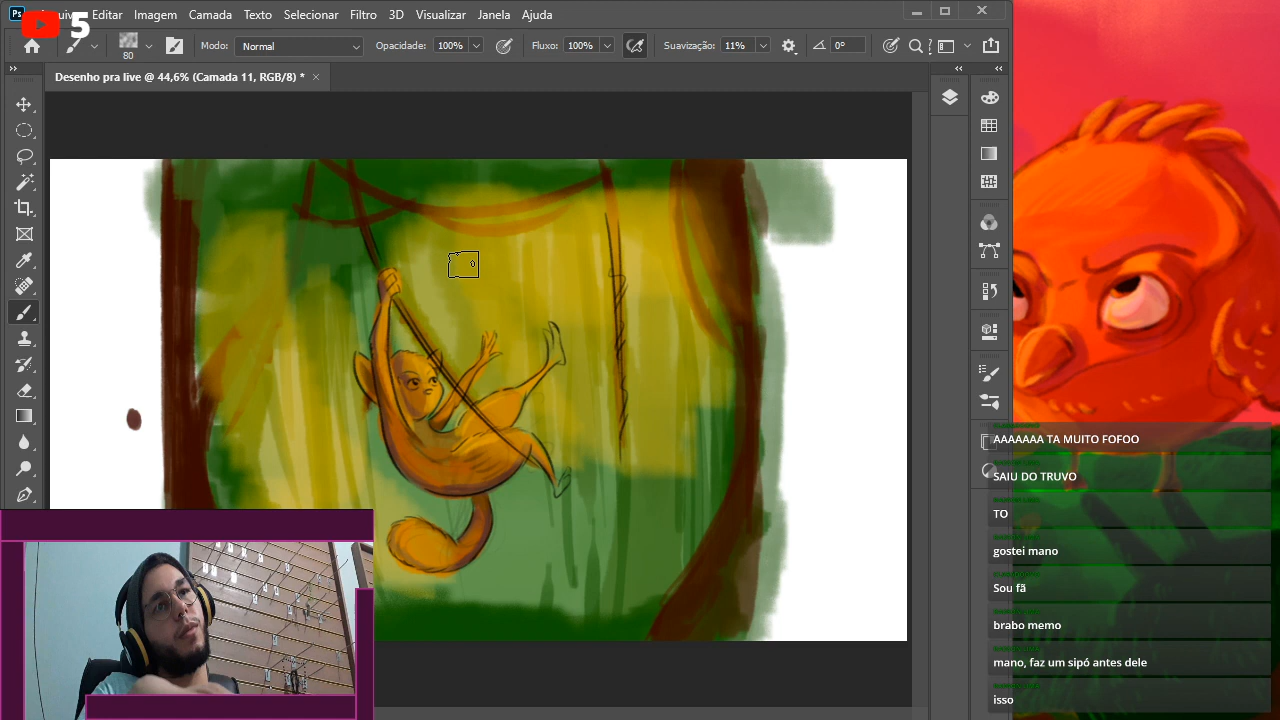 Ps Arquivo Editar Imagem Camada Texto Selecionar Filtro 3D Visualizar Janela Ajuda
5
80 Modo: Normal Opacidade: 100% Fluxo: 100% Suavização: 11% 0°
Desenho pra live @ 44,6% (Camada 11, RGB/8) *
AAAAAAA TA MUITO FOFOO
SAIU DO TRUVO
TO
gostei mano
Sou fã
brabo memo
mano, faz um sipó antes dele
isso